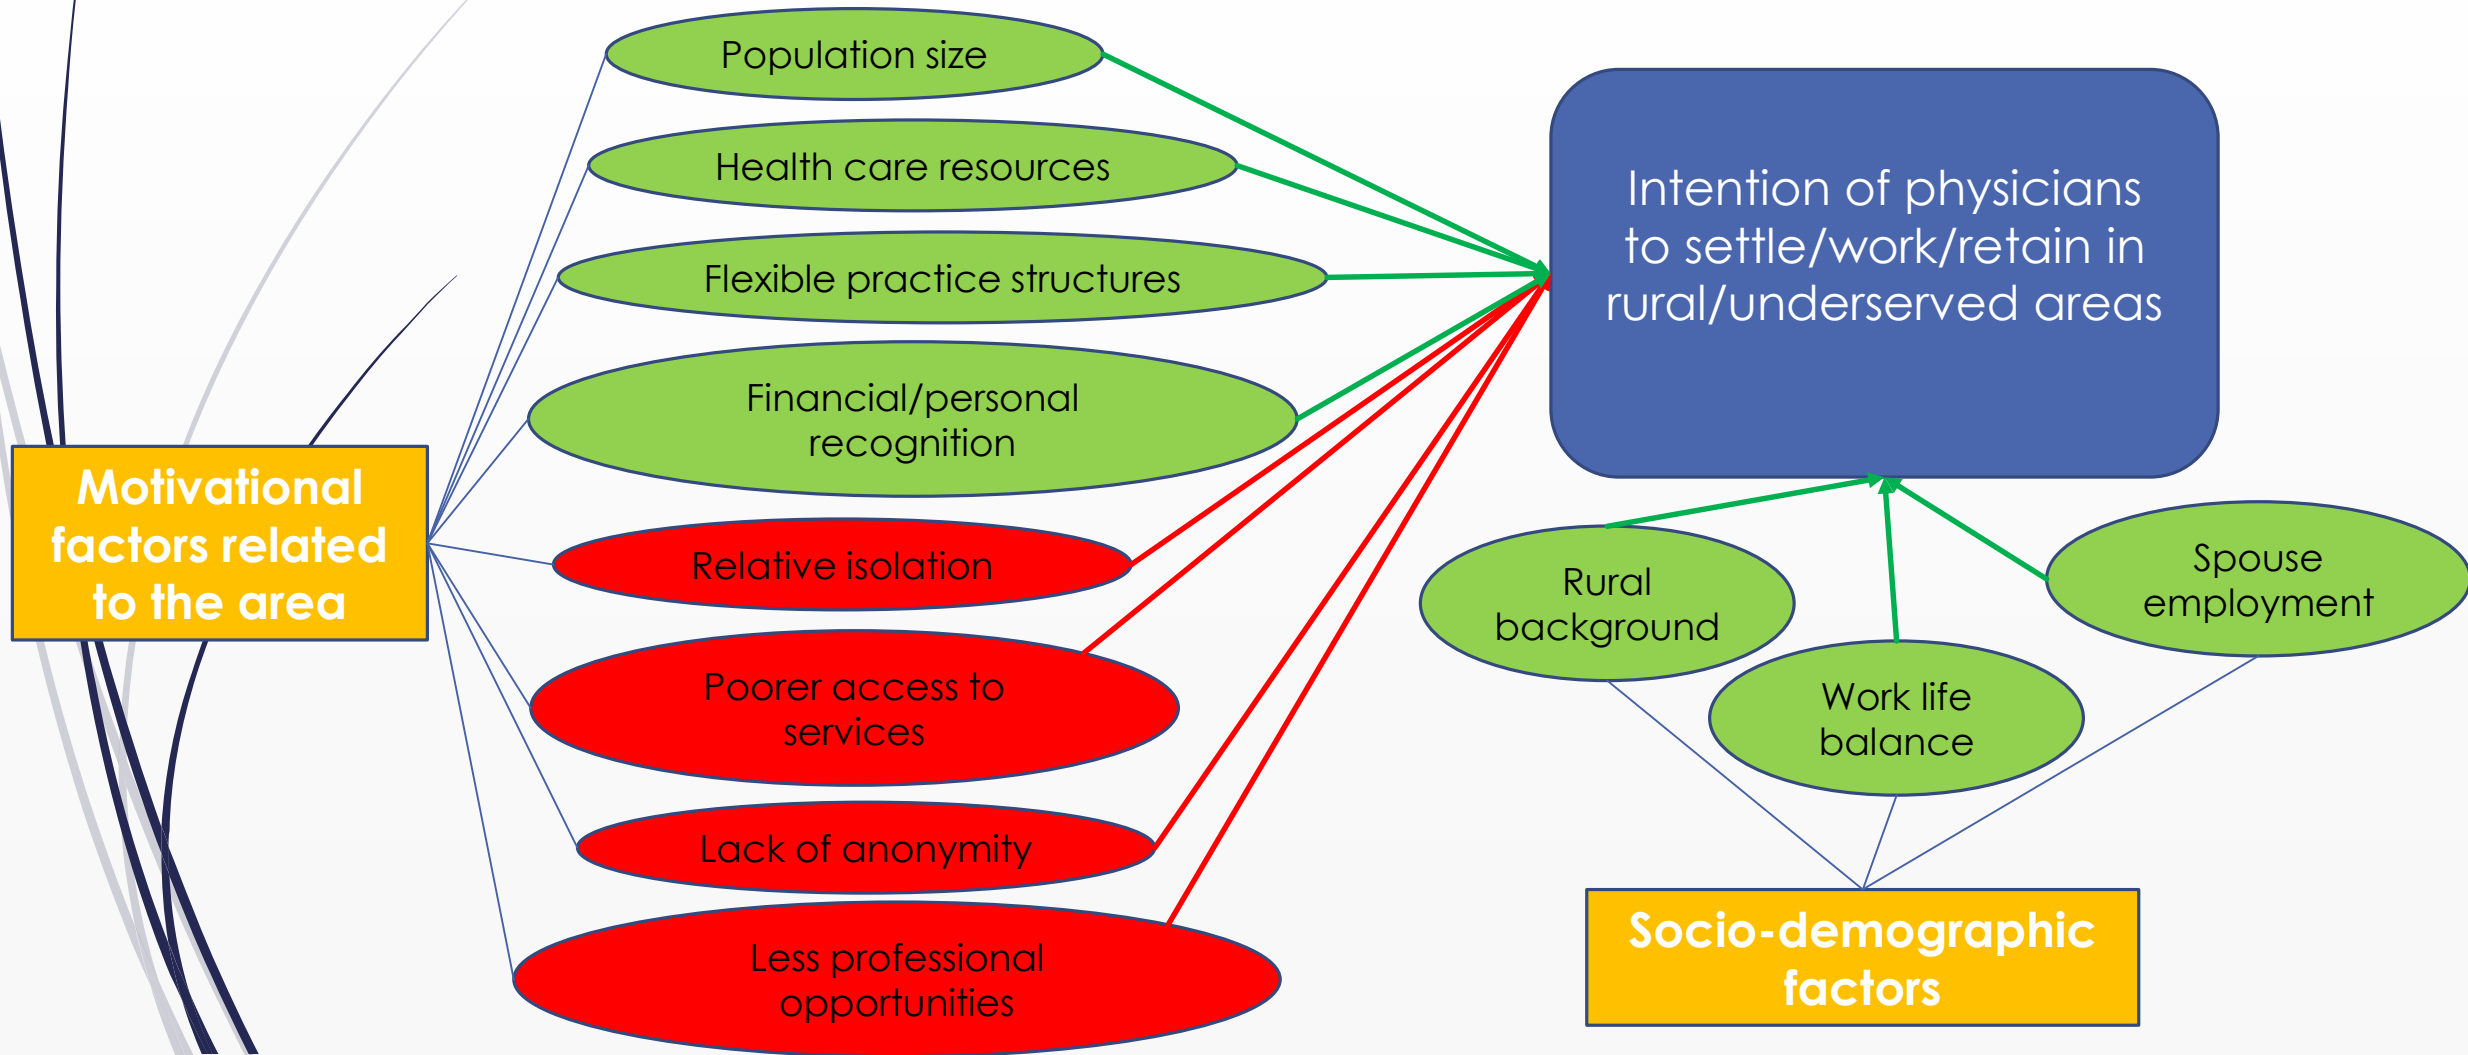 Population size
Health care resources
Flexible practice structures
Financial/personal
recognition
Relative isolation
Poorer access to
services
Lack of anonymity
Less professional
opportunities
Motivational
factors related
to the area
Intention of physicians
to settle/work/retain in
rural/underserved areas
Rural
background
Work life
balance
Spouse
employment
Socio-demographic
factors